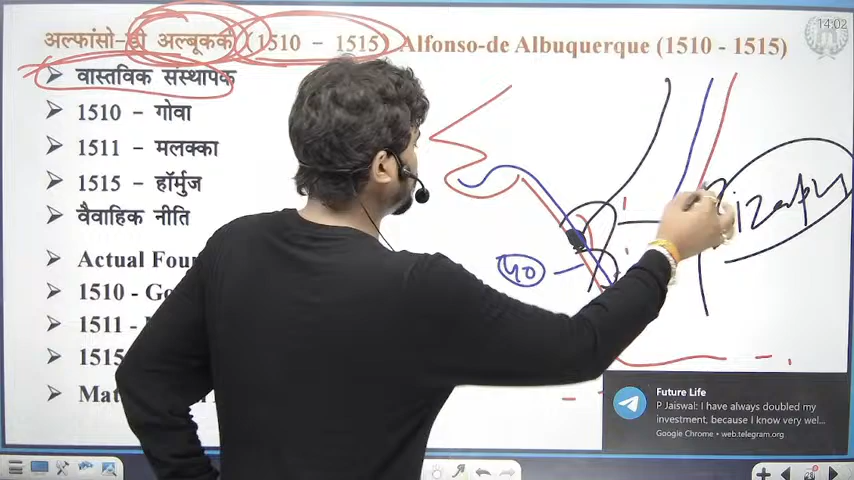 14:02
अल्फांसो-डी अल्बूकर्क (1510 – 1515) Alfonso-de Albuquerque (1510 - 1515)
➤ वास्तविक संस्थापक
➤ 1510 – गोवा
➤ 1511 – मलक्का
➤ 1515 – हॉर्मुज
➤ वैवाहिक नीति
➤ Actual Fou
➤ 1510 - Go
➤ 1511 -
➤ 1515
➤ Mat
Future Life
P Jaiswal: I have always doubled my
investment, because I know very wel...
Google Chrome • web.telegram.org